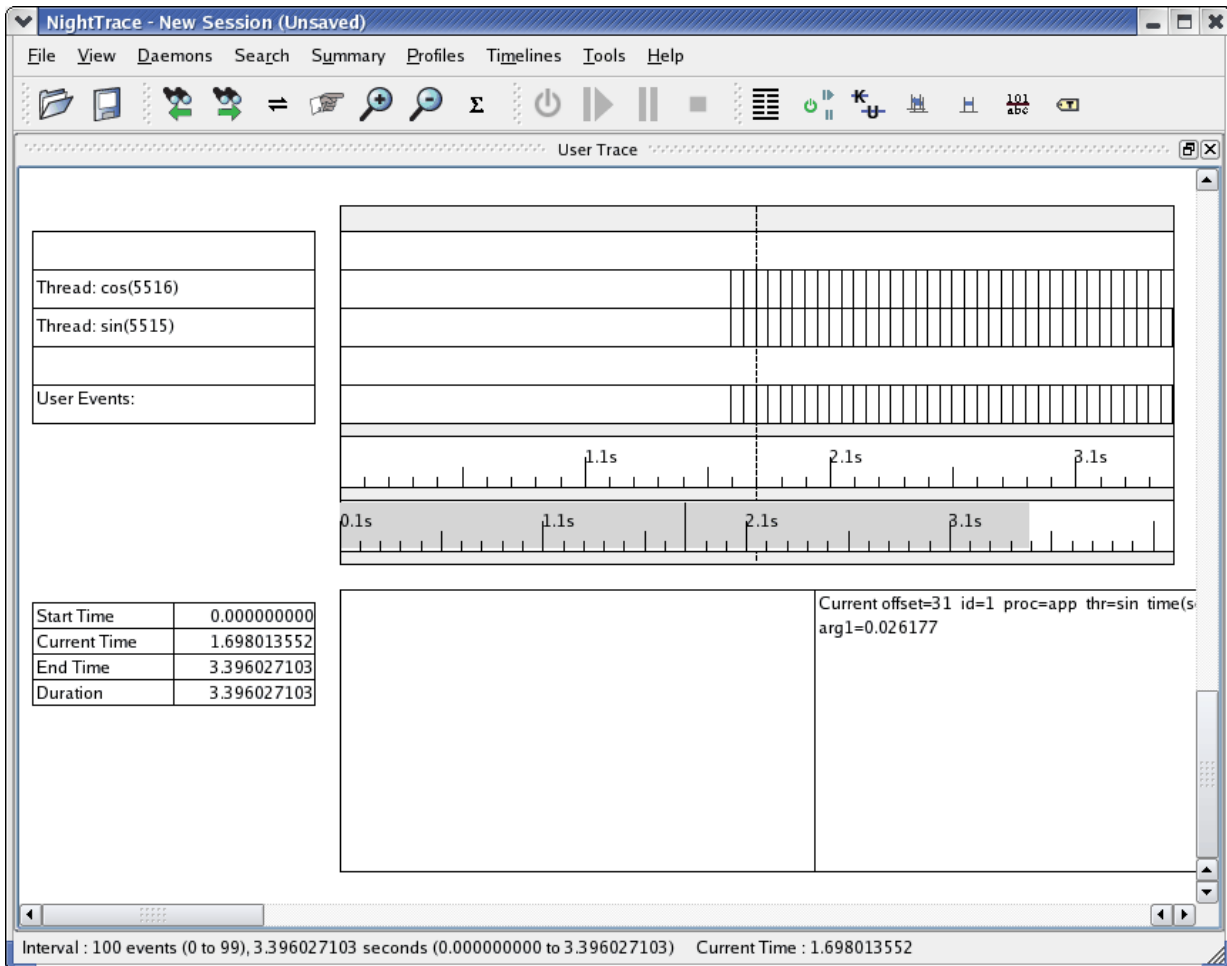 NightTrace - New Session (Unsaved)
File View Daemons Search Summary Profiles Timelines Tools Help
Σ K U 101 abc T
User Trace
Thread: cos(5516)
Thread: sin(5515)
User Events:
1.1s 2.1s 3.1s
0.1s 1.1s 2.1s 3.1s
Start Time 0.000000000
Current Time 1.698013552
End Time 3.396027103
Duration 3.396027103
Current offset=31 id=1 proc=app thr=sin time(s
arg1=0.026177
Interval : 100 events (0 to 99), 3.396027103 seconds (0.000000000 to 3.396027103) Current Time : 1.698013552